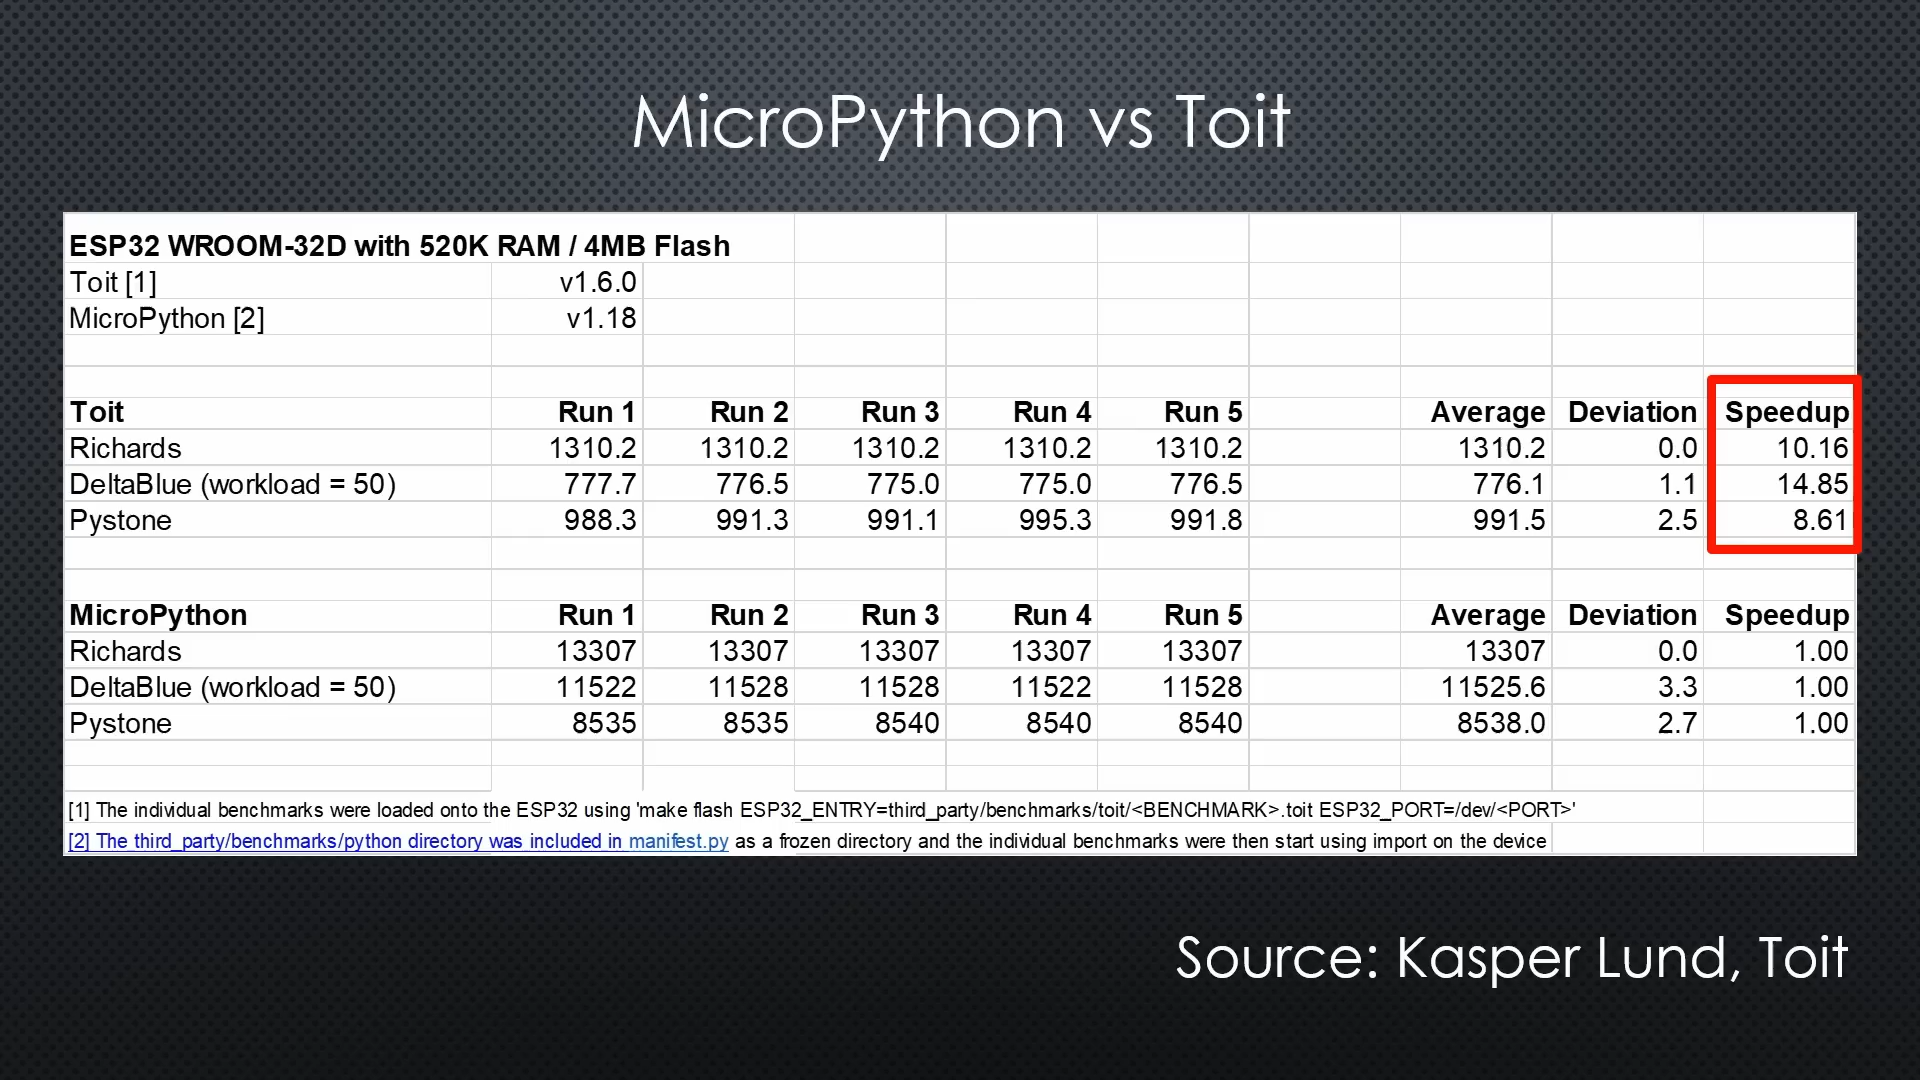 MicroPython vs Toit
ESP32 WROOM-32D with 520K RAM / 4MB Flash
Toit [1] v1.6.0
MicroPython [2] v1.18
Toit Run 1 Run 2 Run 3 Run 4 Run 5 Average Deviation Speedup
Richards 1310.2 1310.2 1310.2 1310.2 1310.2 1310.2 0.0 10.16
DeltaBlue (workload = 50) 777.7 776.5 775.0 775.0 776.5 776.1 1.1 14.85
Pystone 988.3 991.3 991.1 995.3 991.8 991.5 2.5 8.61
MicroPython Run 1 Run 2 Run 3 Run 4 Run 5 Average Deviation Speedup
Richards 13307 13307 13307 13307 13307 13307 0.0 1.00
DeltaBlue (workload = 50) 11522 11528 11528 11522 11528 11525.6 3.3 1.00
Pystone 8535 8535 8540 8540 8540 8538.0 2.7 1.00
[1] The individual benchmarks were loaded onto the ESP32 using 'make flash ESP32_ENTRY=third_party/benchmarks/toit/<BENCHMARK>.toit ESP32_PORT=/dev/<PORT>'
[2] The third_party/benchmarks/python directory was included in manifest.py as a frozen directory and the individual benchmarks were then start using import on the device
Source: Kasper Lund, Toit